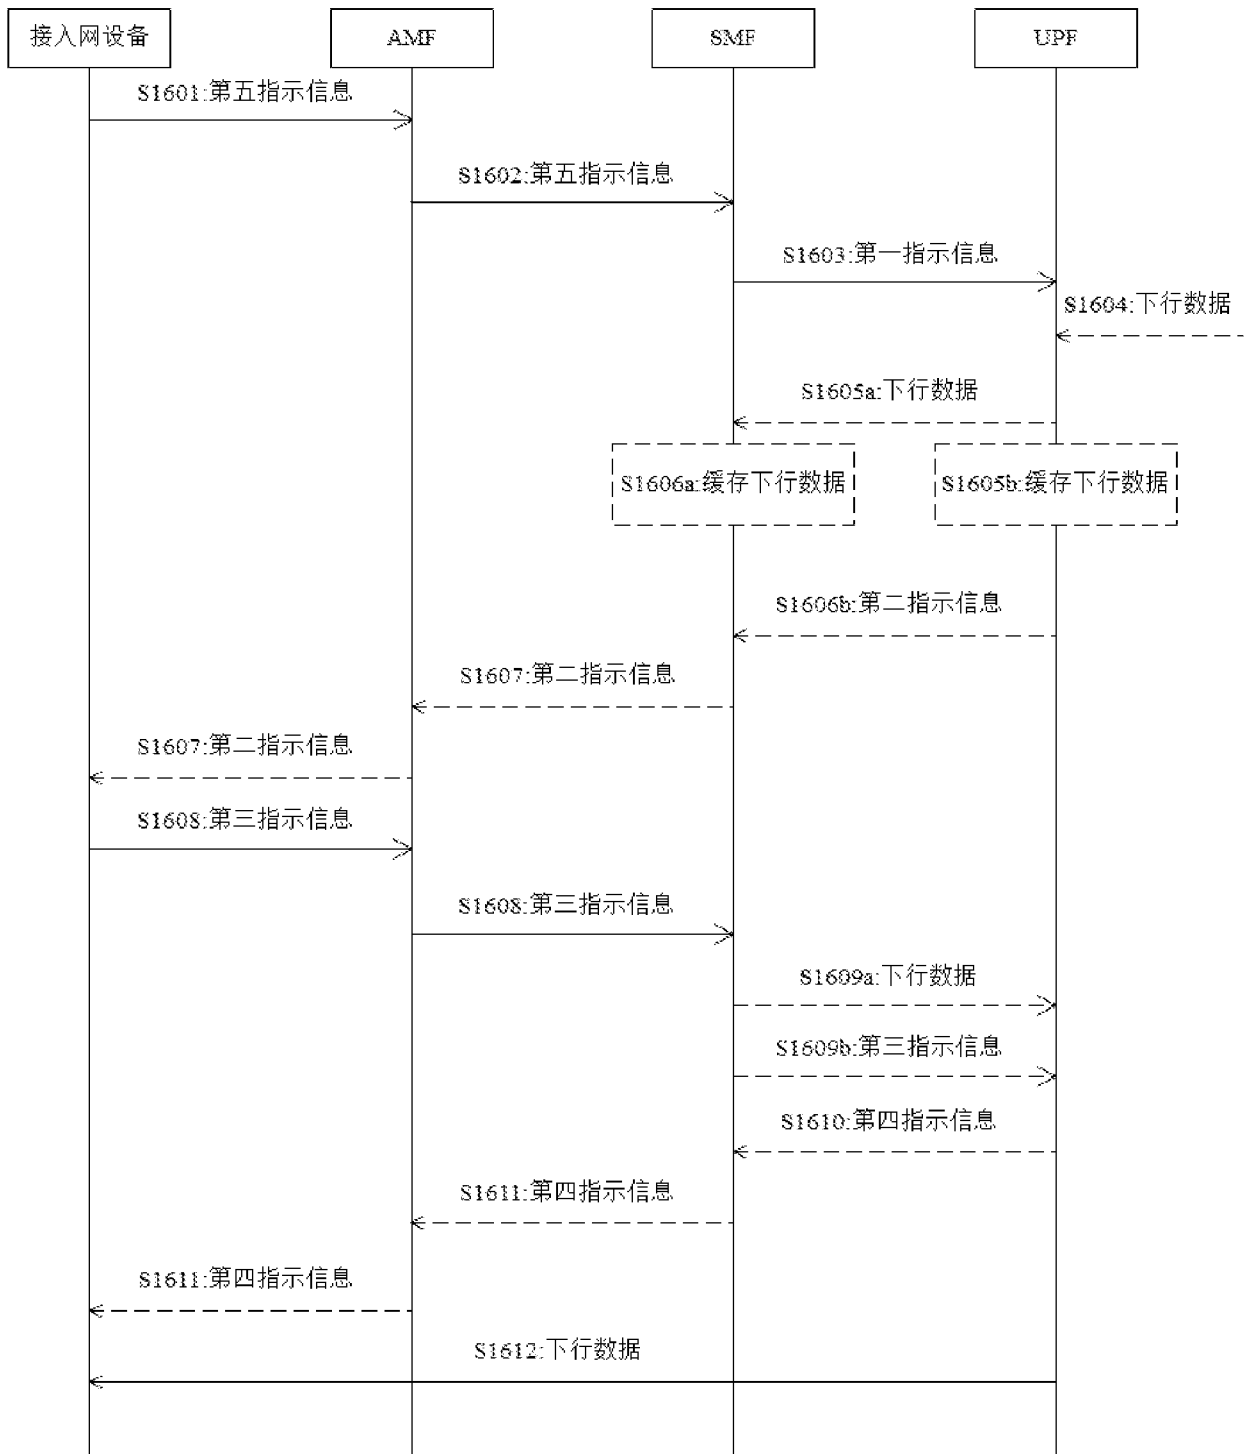 接入网设备
AMF
SMF
UPF
S1601:第五指示信息
S1602:第五指示信息
S1603:第一指示信息
S1604:下行数据
S1605a:下行数据
S1606a:缓存下行数据
S1605b:缓存下行数据
S1606b:第二指示信息
S1607:第二指示信息
S1607:第二指示信息
S1608:第三指示信息
S1608:第三指示信息
S1609a:下行数据
S1609b:第三指示信息
S1610:第四指示信息
S1611:第四指示信息
S1611:第四指示信息
S1612:下行数据